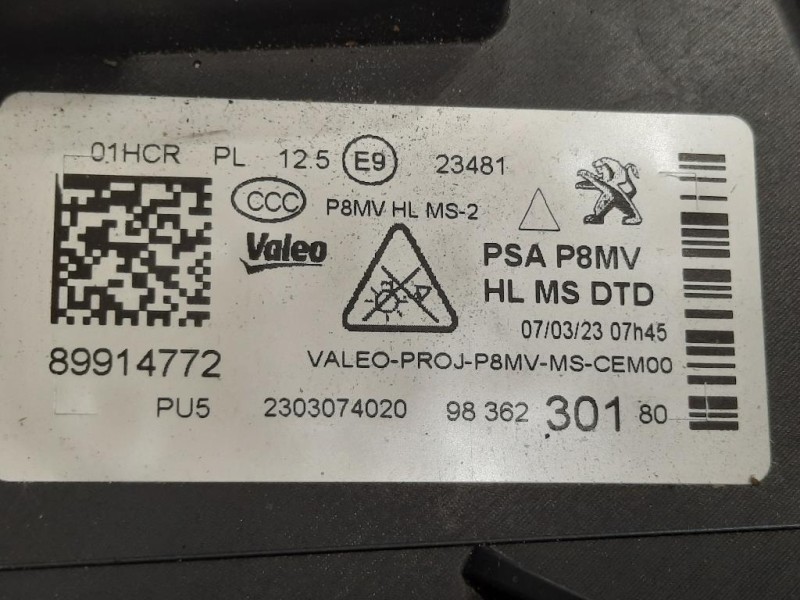 01HCR PL 12.5 E9 23481
CCC P8MV HL MS-2
Valeo
PSA P8MV
HL MS DTD
07/03/23 07h45
89914772
VALEO-PROJ-P8MV-MS-CEM00
PU5 2303074020 98 362 301 80